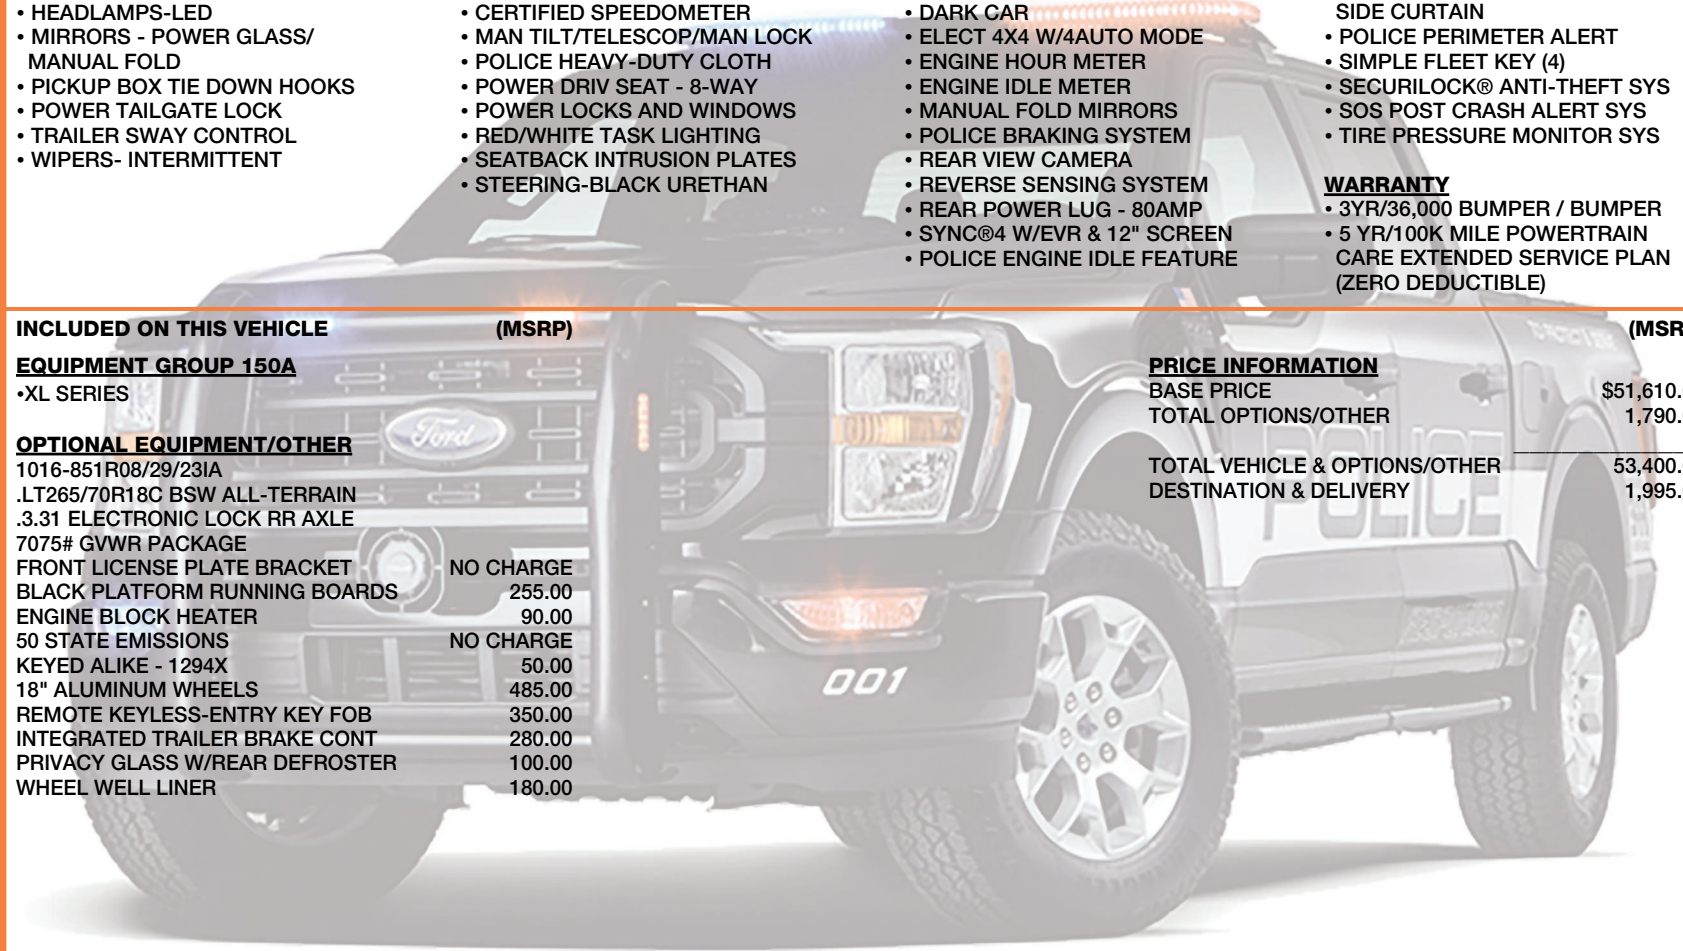 • HEADLAMPS-LED
• MIRRORS - POWER GLASS/
MANUAL FOLD
• PICKUP BOX TIE DOWN HOOKS
• POWER TAILGATE LOCK
• TRAILER SWAY CONTROL
• WIPERS- INTERMITTENT
• CERTIFIED SPEEDOMETER
• MAN TILT/TELESCOP/MAN LOCK
• POLICE HEAVY-DUTY CLOTH
• POWER DRIV SEAT - 8-WAY
• POWER LOCKS AND WINDOWS
• RED/WHITE TASK LIGHTING
• SEATBACK INTRUSION PLATES
• STEERING-BLACK URETHAN
• DARK CAR
• ELECT 4X4 W/4AUTO MODE
• ENGINE HOUR METER
• ENGINE IDLE METER
• MANUAL FOLD MIRRORS
• POLICE BRAKING SYSTEM
• REAR VIEW CAMERA
• REVERSE SENSING SYSTEM
• REAR POWER LUG - 80AMP
• SYNC®4 W/EVR & 12" SCREEN
• POLICE ENGINE IDLE FEATURE
SIDE CURTAIN
• POLICE PERIMETER ALERT
• SIMPLE FLEET KEY (4)
• SECURILOCK® ANTI-THEFT SYS
• SOS POST CRASH ALERT SYS
• TIRE PRESSURE MONITOR SYS
WARRANTY
• 3YR/36,000 BUMPER / BUMPER
• 5 YR/100K MILE POWERTRAIN
CARE EXTENDED SERVICE PLAN
(ZERO DEDUCTIBLE)
INCLUDED ON THIS VEHICLE (MSRP)
EQUIPMENT GROUP 150A
•XL SERIES
OPTIONAL EQUIPMENT/OTHER
1016-851R08/29/23IA
.LT265/70R18C BSW ALL-TERRAIN
.3.31 ELECTRONIC LOCK RR AXLE
7075# GVWR PACKAGE
FRONT LICENSE PLATE BRACKET NO CHARGE
BLACK PLATFORM RUNNING BOARDS 255.00
ENGINE BLOCK HEATER 90.00
50 STATE EMISSIONS NO CHARGE
KEYED ALIKE - 1294X 50.00
18" ALUMINUM WHEELS 485.00
REMOTE KEYLESS-ENTRY KEY FOB 350.00
INTEGRATED TRAILER BRAKE CONT 280.00
PRIVACY GLASS W/REAR DEFROSTER 100.00
WHEEL WELL LINER 180.00
(MSR
PRICE INFORMATION
BASE PRICE $51,610.
TOTAL OPTIONS/OTHER 1,790.
TOTAL VEHICLE & OPTIONS/OTHER 53,400.
DESTINATION & DELIVERY 1,995.
Ford
001
POLICE